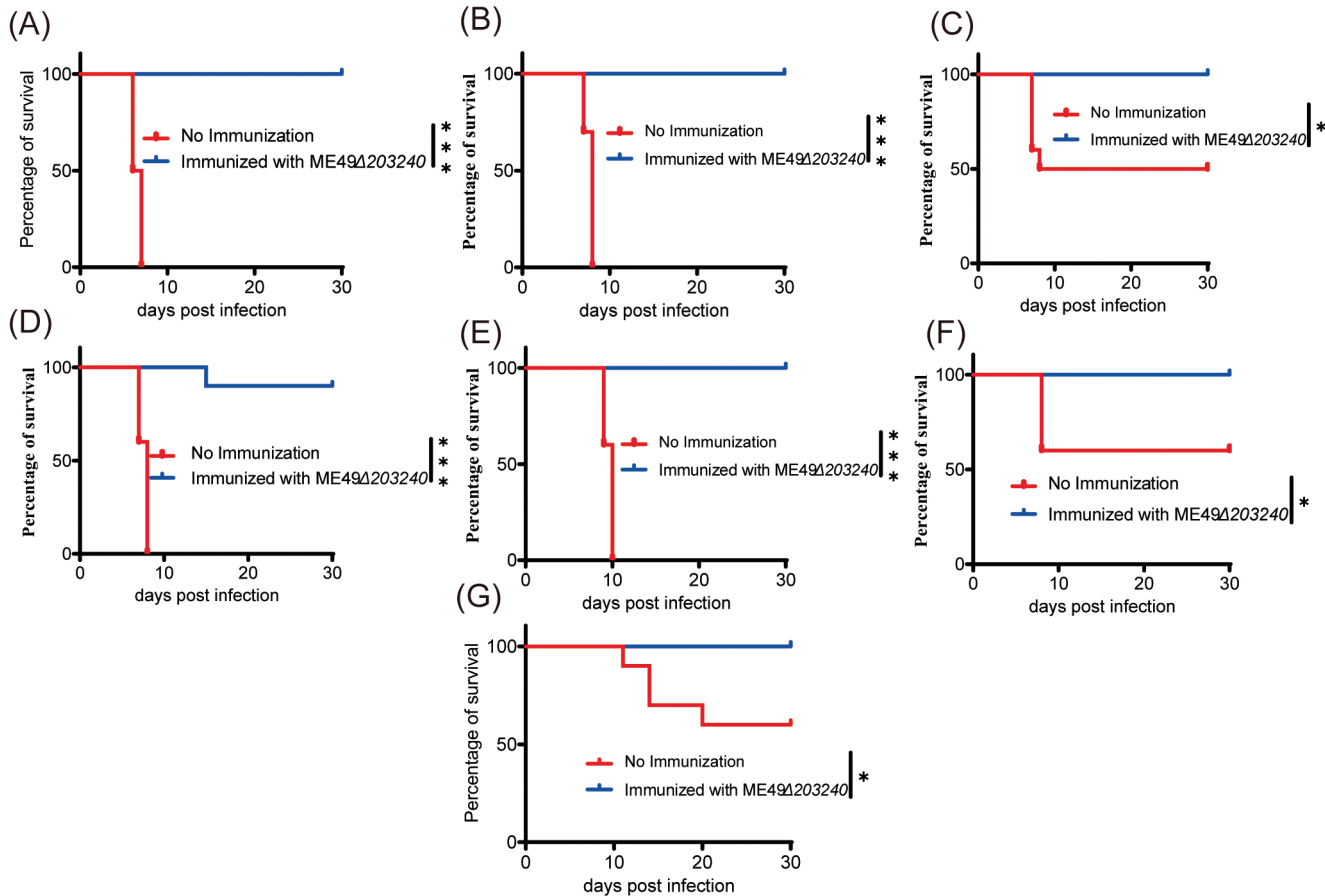 (A)
Percentage of survival
100
50
0
0 10 20 30
days post infection
No Immunization
Immunized with ME49Δ203240
***
(B)
Percentage of survival
100
50
0
0 10 20 30
days post infection
No Immunization
Immunized with ME49Δ203240
***
(C)
Percentage of survival
100
50
0
0 10 20 30
days post infection
No Immunization
Immunized with ME49Δ203240
*
(D)
Percentage of survival
100
50
0
0 10 20 30
days post infection
No Immunization
Immunized with ME49Δ203240
***
(E)
Percentage of survival
100
50
0
0 10 20 30
days post infection
No Immunization
Immunized with ME49Δ203240
***
(F)
Percentage of survival
100
50
0
0 10 20 30
days post infection
No Immunization
Immunized with ME49Δ203240
*
(G)
Percentage of survival
100
50
0
0 10 20 30
days post infection
No Immunization
Immunized with ME49Δ203240
*